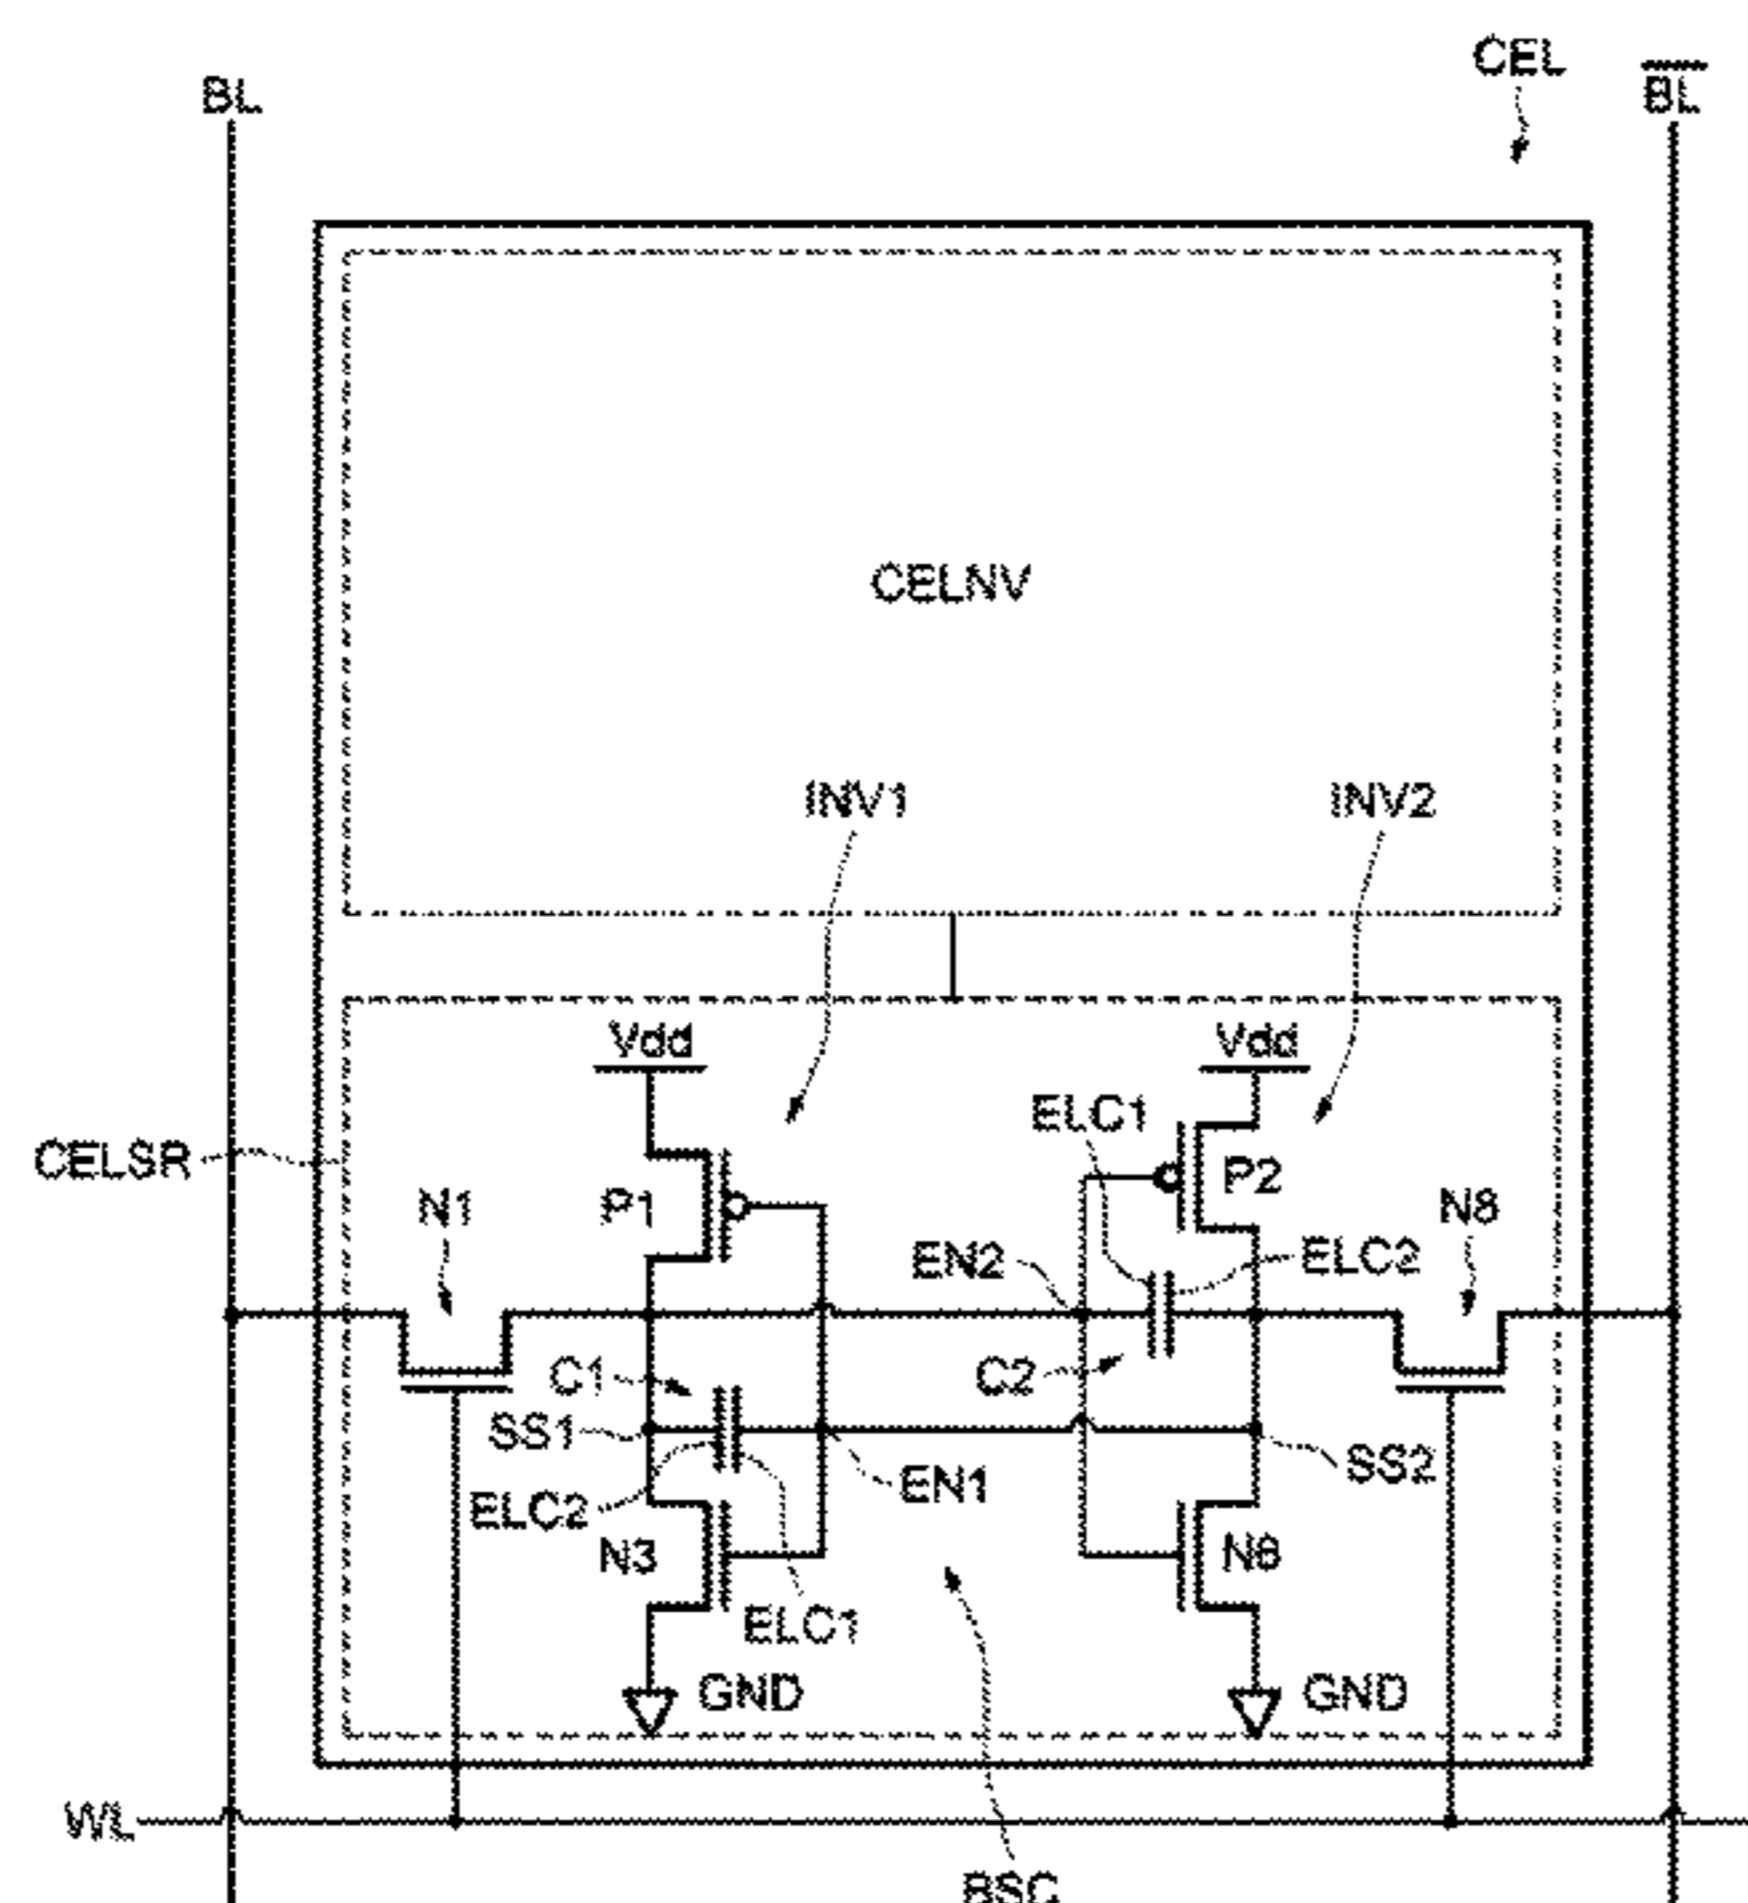 CEL
BL
BL
CELNV
INV1
INV2
Vdd
Vdd
ELC1
CELSR
P2
N1
P1
N8
EN2
ELC2
C1
C2
SS1
SS2
EN1
ELC2
N3
N6
ELC1
GND
GND
WL
BSC